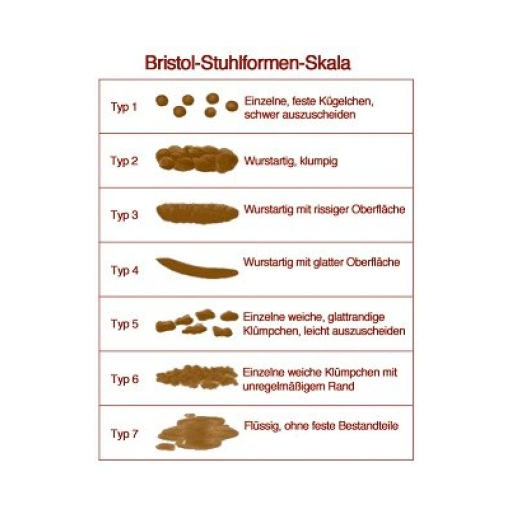 Bristol-Stuhlformen-Skala
Typ 1
Einzelne, feste Kügelchen,
schwer auszuscheiden
Typ 2
Wurstartig, klumpig
Typ 3
Wurstartig mit rissiger Oberfläche
Typ 4
Wurstartig mit glatter Oberfläche
Typ 5
Einzelne weiche, glattrandige
Klümpchen, leicht auszuscheiden
Typ 6
Einzelne weiche Klümpchen mit
unregelmäßigem Rand
Typ 7
Flüssig, ohne feste Bestandteile